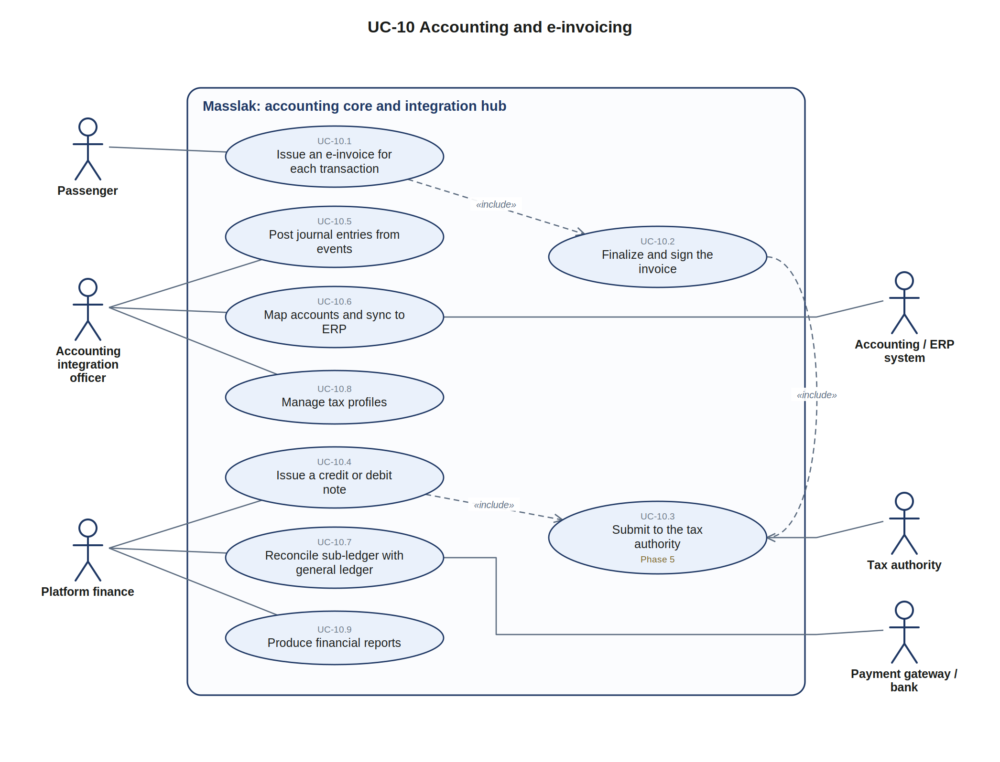 UC-10 Accounting and e-invoicing
Masslak: accounting core and integration hub
Passenger
UC-10.1
Issue an e-invoice for
each transaction
«include»
UC-10.5
Post journal entries from
events
UC-10.2
Finalize and sign the
invoice
Accounting
integration
officer
UC-10.6
Map accounts and sync to
ERP
Accounting / ERP
system
UC-10.8
Manage tax profiles
«include»
UC-10.4
Issue a credit or debit
note
«include»
UC-10.3
Submit to the tax
authority
Phase 5
Tax authority
Platform finance
UC-10.7
Reconcile sub-ledger with
general ledger
UC-10.9
Produce financial reports
Payment gateway /
bank